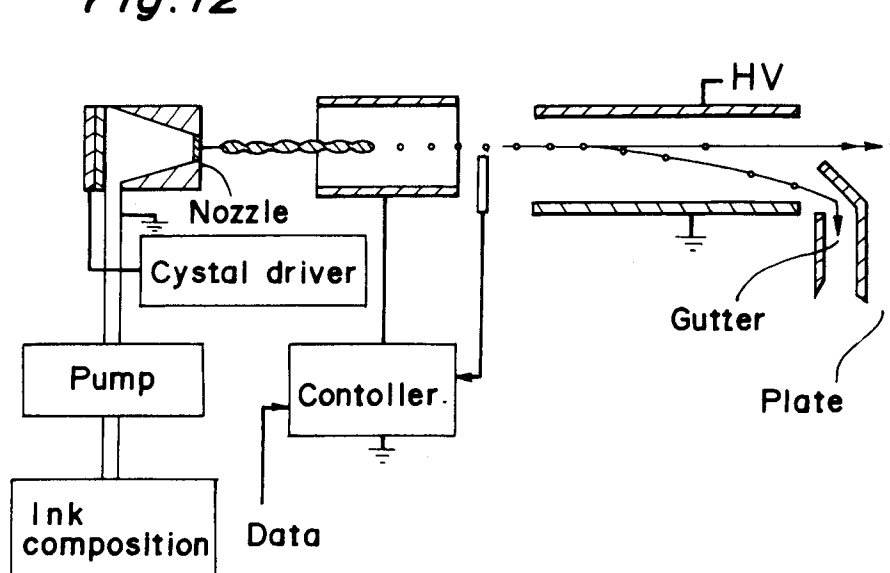 Fig. 12
HV
Nozzle
Cystal driver
Gutter
Pump
Contoller.
Plate
Ink
composition
Data